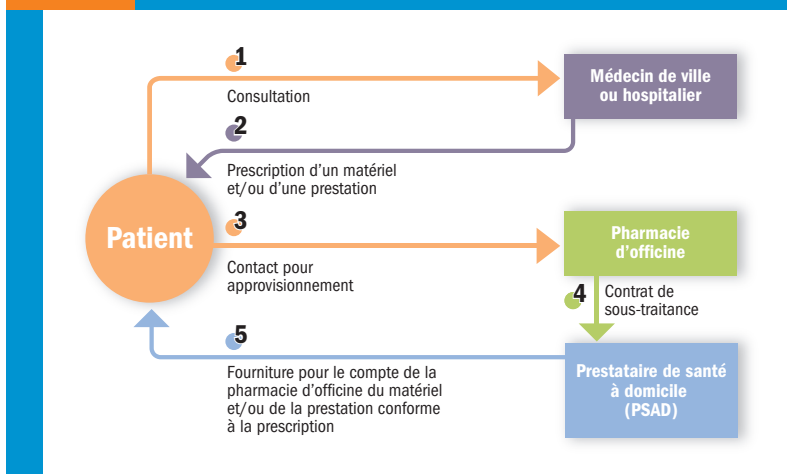 1
Consultation
Médecin de ville
ou hospitalier
2
Prescription d’un matériel
et/ou d’une prestation
Patient
3
Contact pour
approvisionnement
Pharmacie
d’officine
4
Contrat de
sous-traitance
5
Fourniture pour le compte de la
pharmacie d’officine du matériel
et/ou de la prestation conforme
à la prescription
Prestataire de santé
à domicile
(PSAD)